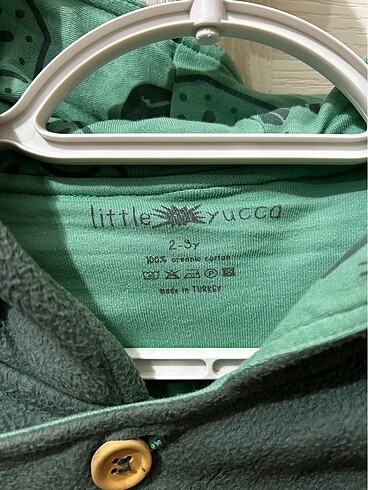 little yucca
2-3y
100% organic cotton
made in TURKEY